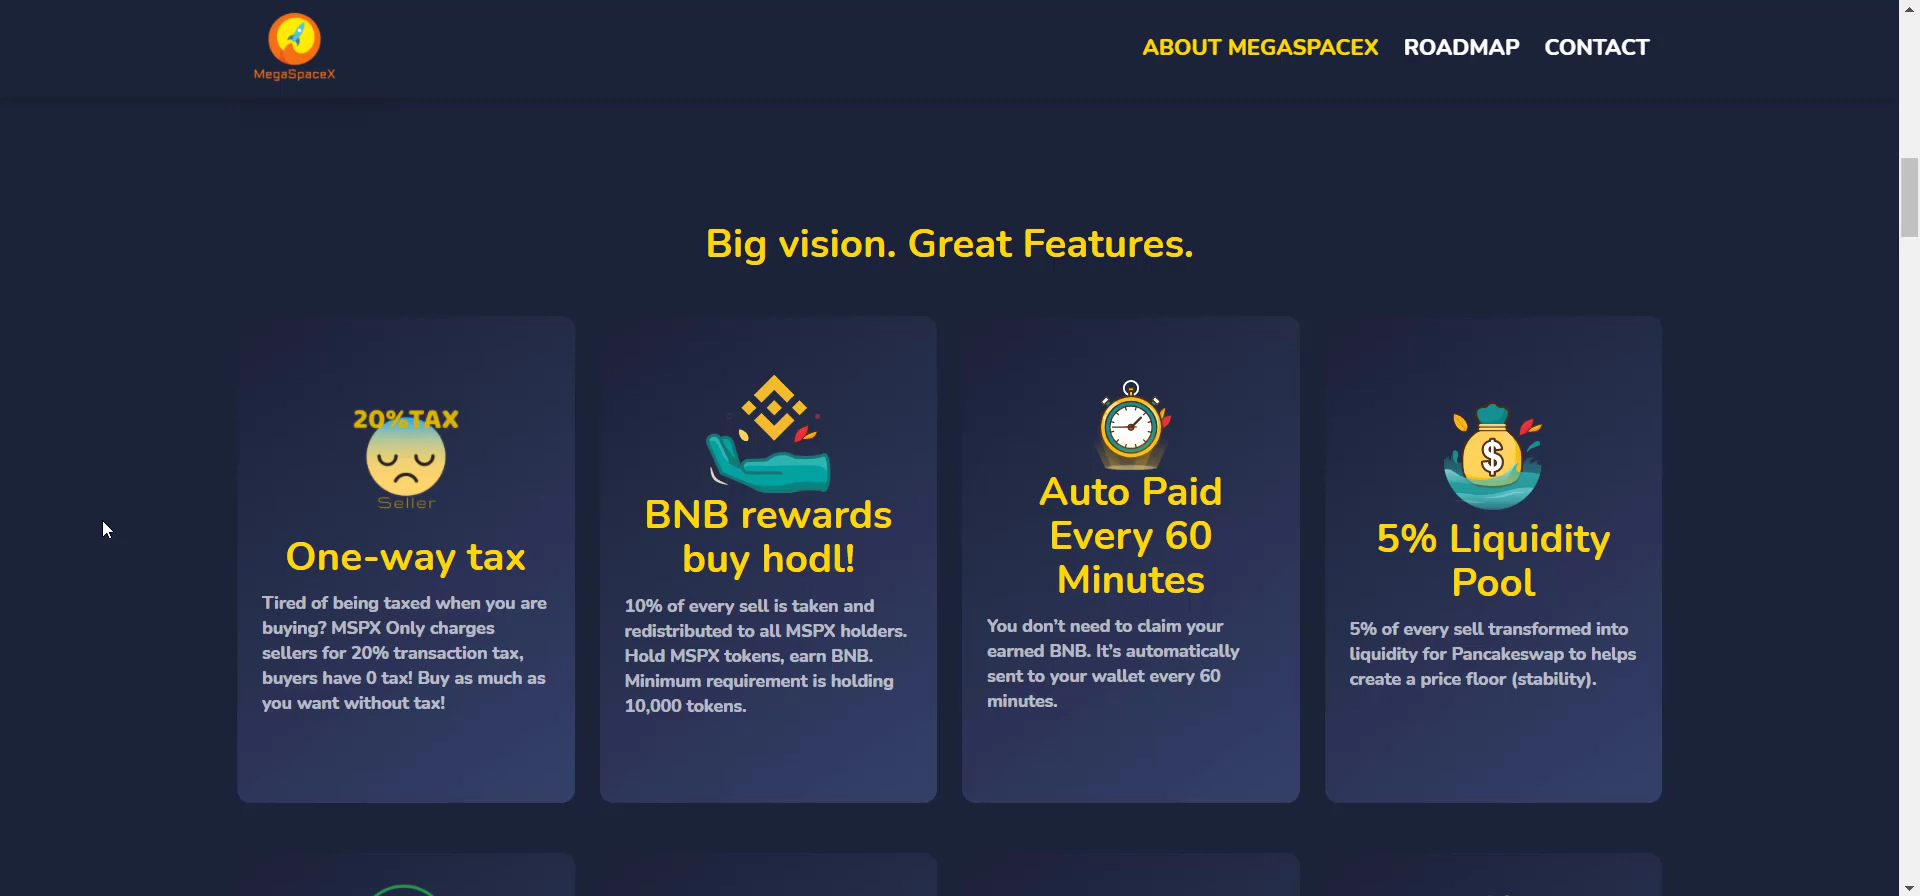 MegaSpaceX
ABOUT MEGASPACEX
ROADMAP
CONTACT
Big vision. Great Features.
20%TAX
Seller
One-way tax
Tired of being taxed when you are
buying? MSPX Only charges
sellers for 20% transaction tax,
buyers have 0 tax! Buy as much as
you want without tax!
BNB rewards
buy hodl!
10% of every sell is taken and
redistributed to all MSPX holders.
Hold MSPX tokens, earn BNB.
Minimum requirement is holding
10,000 tokens.
Auto Paid
Every 60
Minutes
You don't need to claim your
earned BNB. It's automatically
sent to your wallet every 60
minutes.
$
5% Liquidity
Pool
5% of every sell transformed into
liquidity for Pancakeswap to helps
create a price floor (stability).